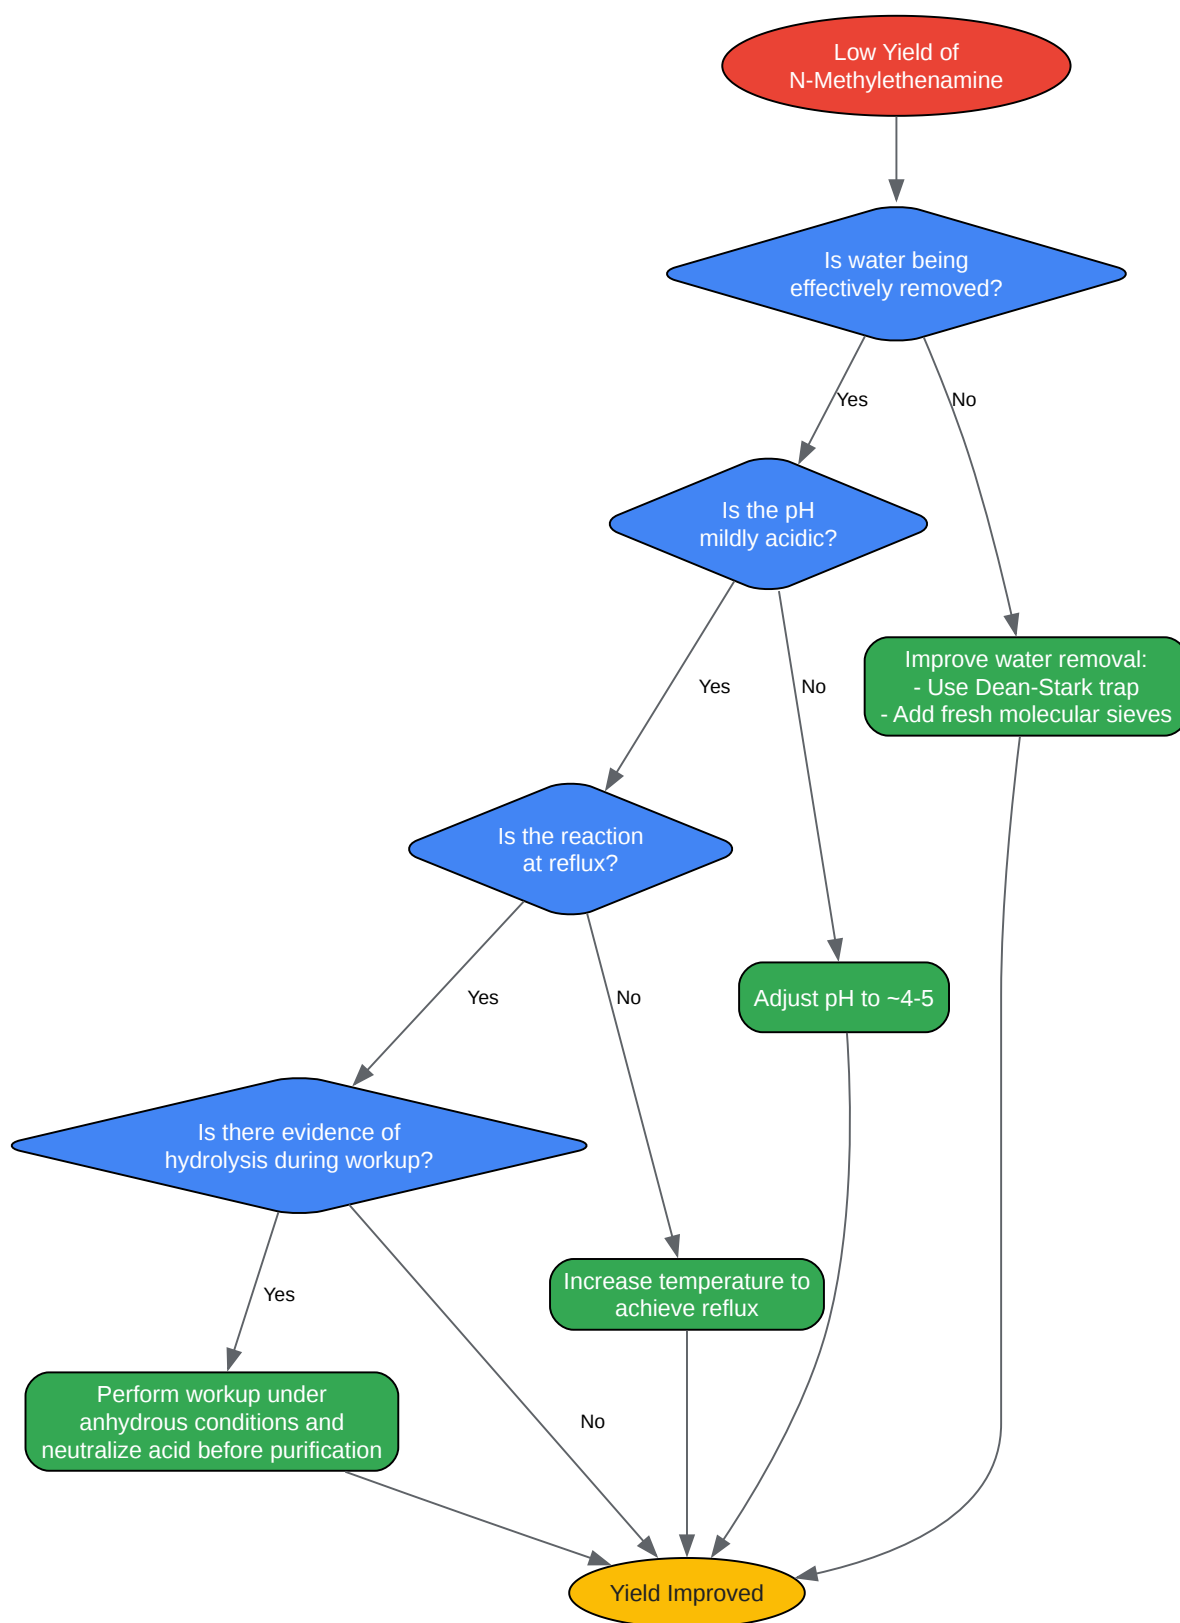 Low Yield of
N-Methylethenamine
Is water being
effectively removed?
Yes
No
Is the pH
mildly acidic?
Yes
No
Improve water removal:
- Use Dean-Stark trap
- Add fresh molecular sieves
Is the reaction
at reflux?
Yes
No
Adjust pH to ~4-5
Is there evidence of
hydrolysis during workup?
Yes
No
Increase temperature to
achieve reflux
Perform workup under
anhydrous conditions and
neutralize acid before purification
Yield Improved